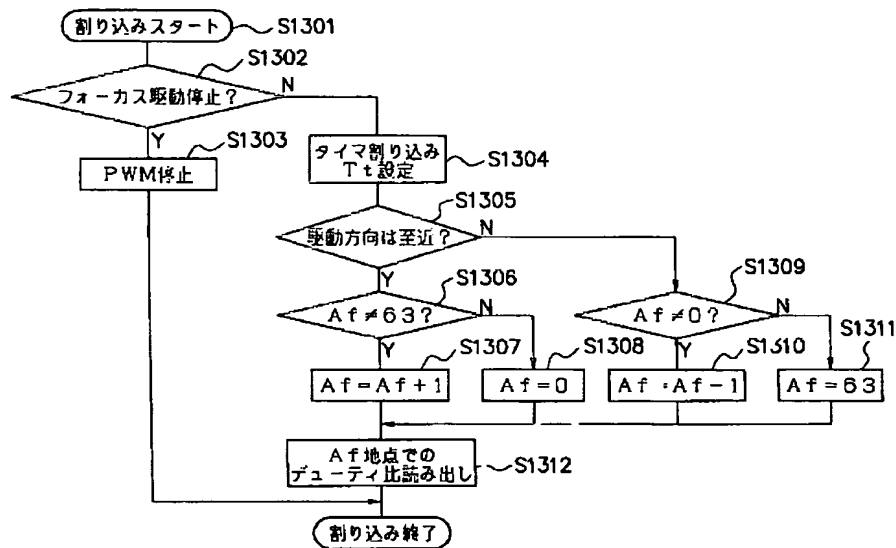 割り込みスタート
S1301
S1302
フォーカス駆動停止?
N
Y
S1303
PWM停止
タイマ割り込み
Tt設定
S1304
S1305
駆動方向は至近?
N
Y
S1306
Af≠63?
N
Y
S1309
Af≠0?
N
Y
S1307
Af=Af+1
S1308
Af=0
S1310
Af:Af-1
S1311
Af=63
Af地点での
デューティ比読み出し
S1312
割り込み終了